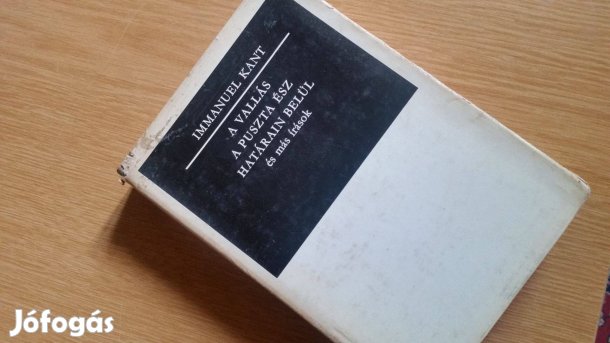 IMMANUEL KANT
A VALLÁS
A PUSZTA ÉSZ
HATÁRAIN BELÜL
és más írások
Jófogás